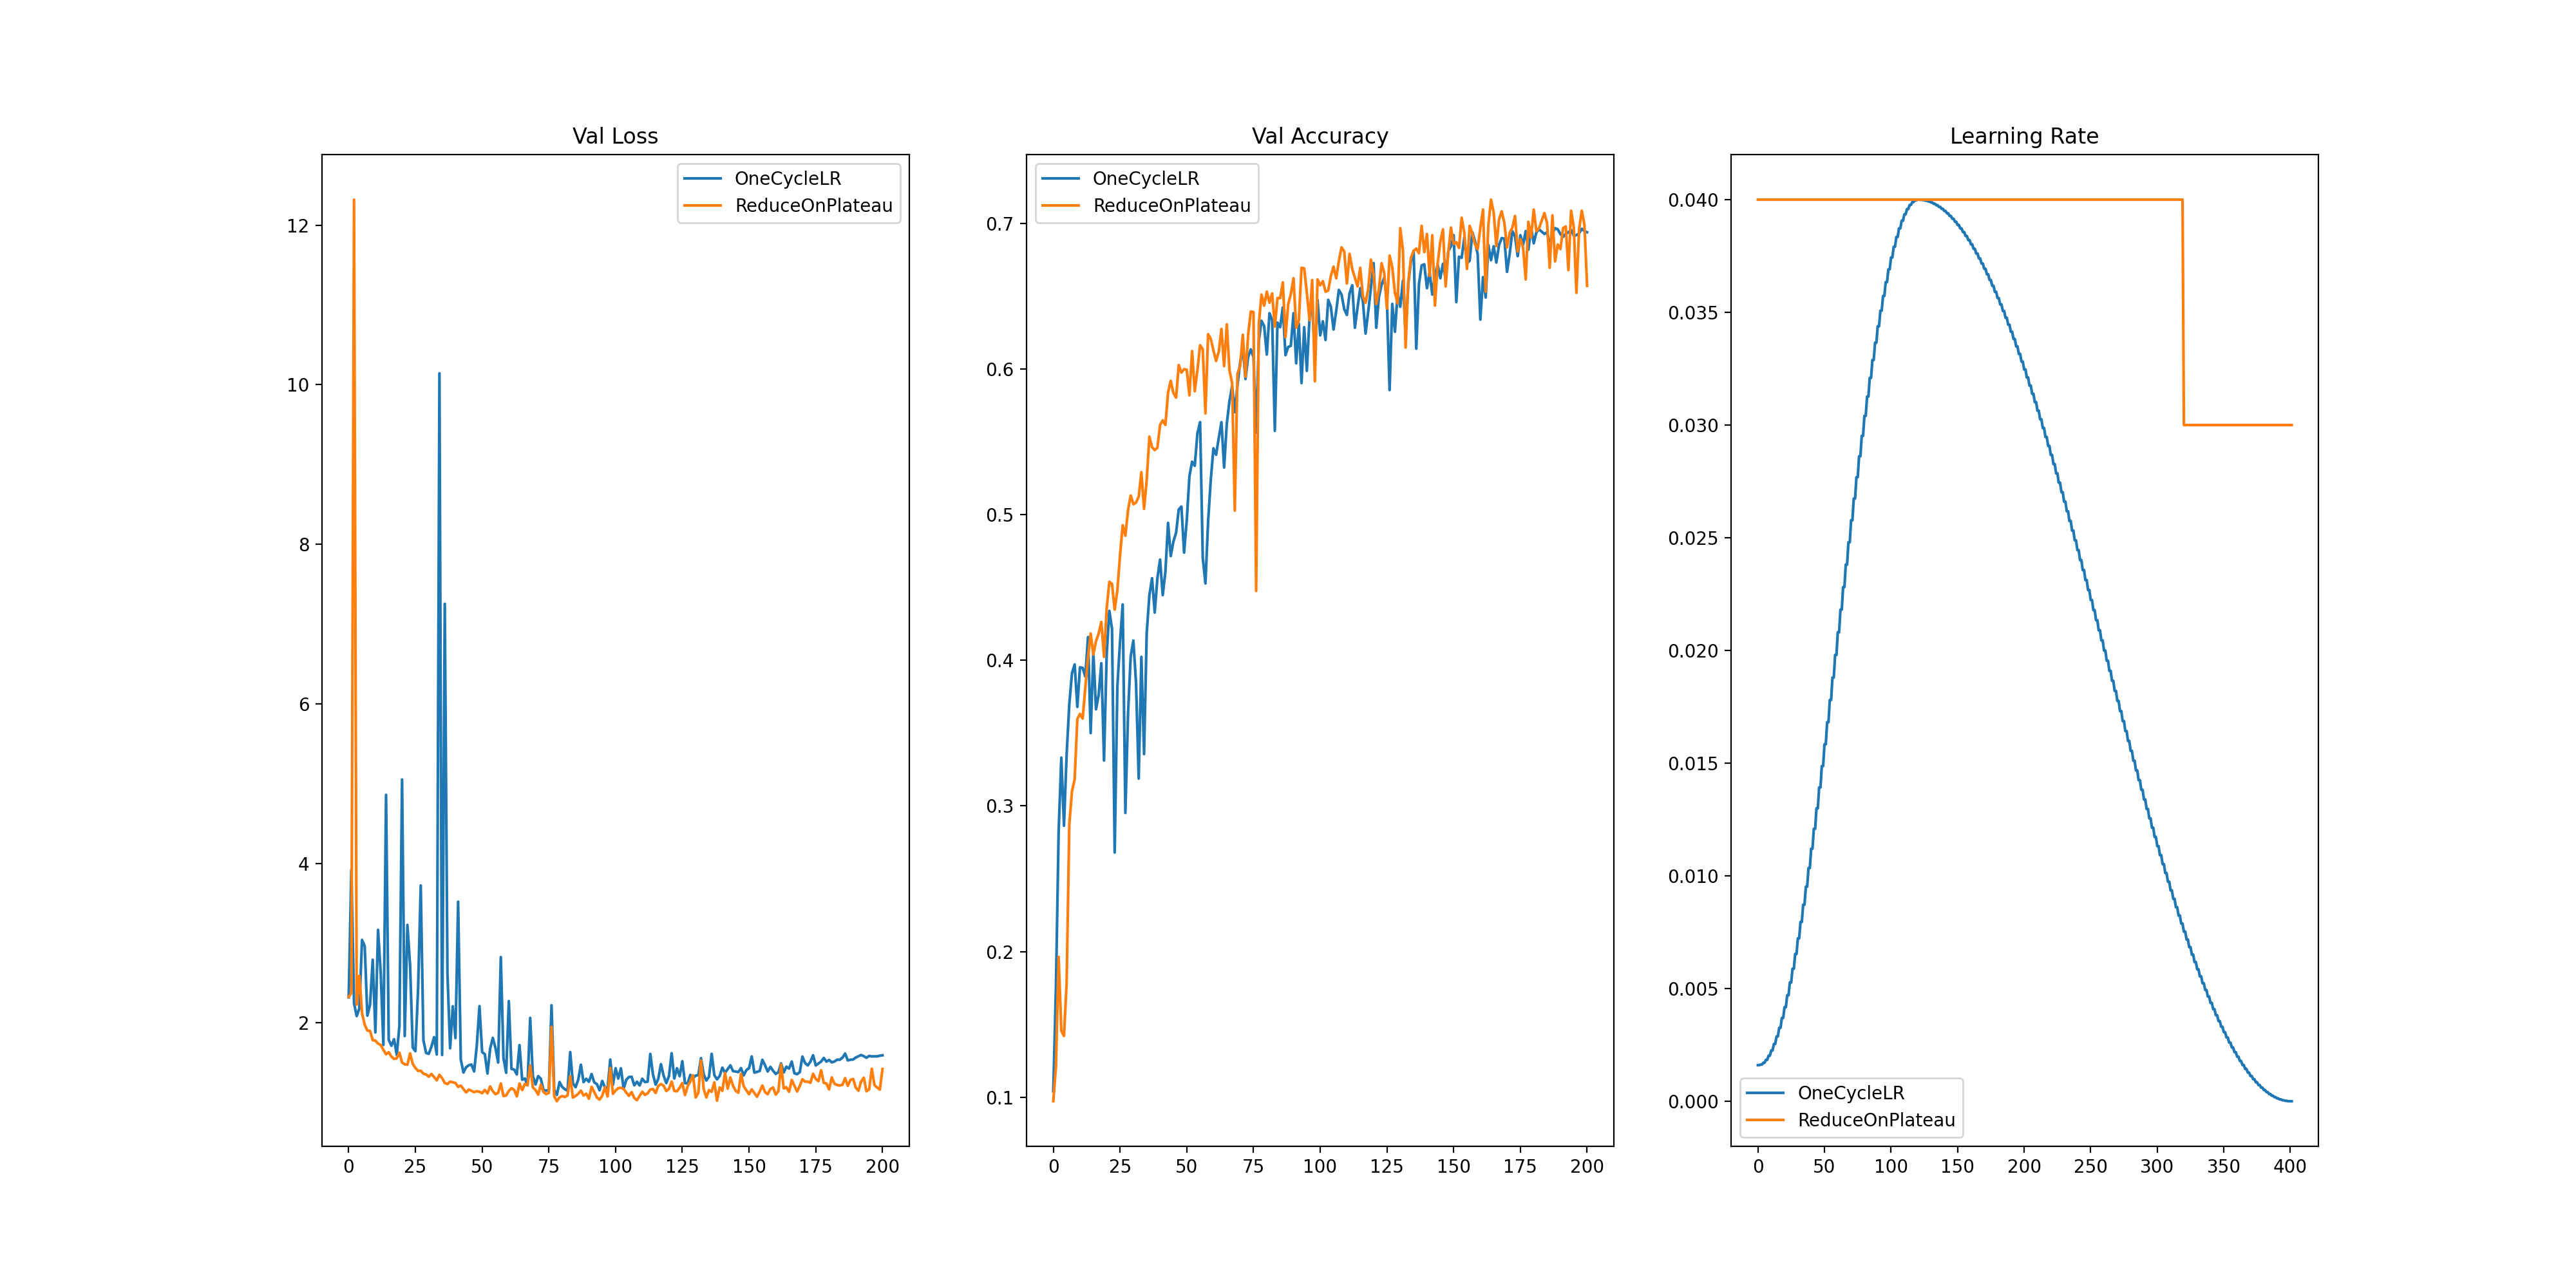 Val Loss
OneCycleLR
ReduceOnPlateau
12
10
8
6
4
2
0 25 50 75 100 125 150 175 200
Val Accuracy
OneCycleLR
ReduceOnPlateau
0.7
0.6
0.5
0.4
0.3
0.2
0.1
0 25 50 75 100 125 150 175 200
Learning Rate
0.040
0.035
0.030
0.025
0.020
0.015
0.010
0.005
0.000
OneCycleLR
ReduceOnPlateau
0 50 100 150 200 250 300 350 400